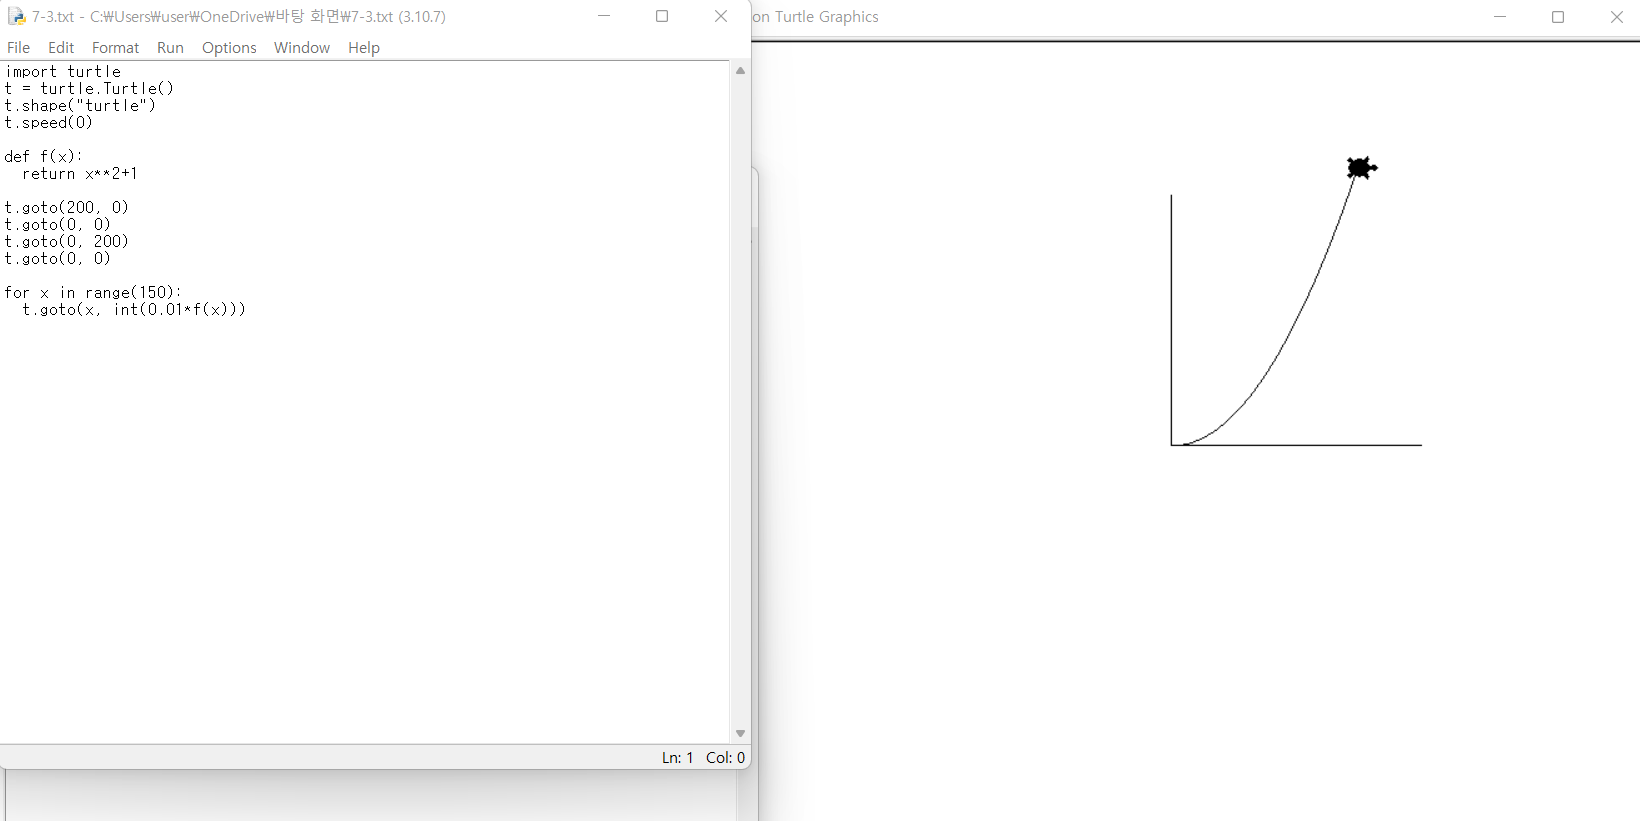 7-3.txt - C:₩Users₩user₩OneDrive₩바탕 화면₩7-3.txt (3.10.7)
on Turtle Graphics
File Edit Format Run Options Window Help
import turtle
t = turtle.Turtle()
t.shape("turtle")
t.speed(0)
def f(x):
  return x**2+1
t.goto(200, 0)
t.goto(0, 0)
t.goto(0, 200)
t.goto(0, 0)
for x in range(150):
  t.goto(x, int(0.01*f(x)))
Ln: 1 Col: 0